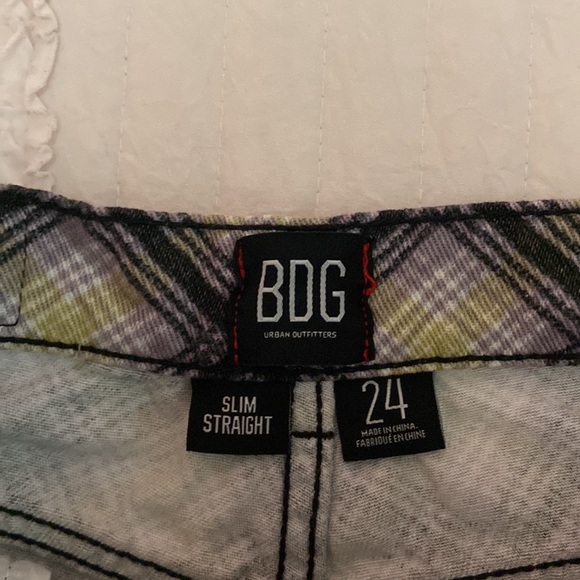 BDG
URBAN OUTFITTERS
SLIM
STRAIGHT
24
MADE IN CHINA.
FABRIQUÉ EN CHINE